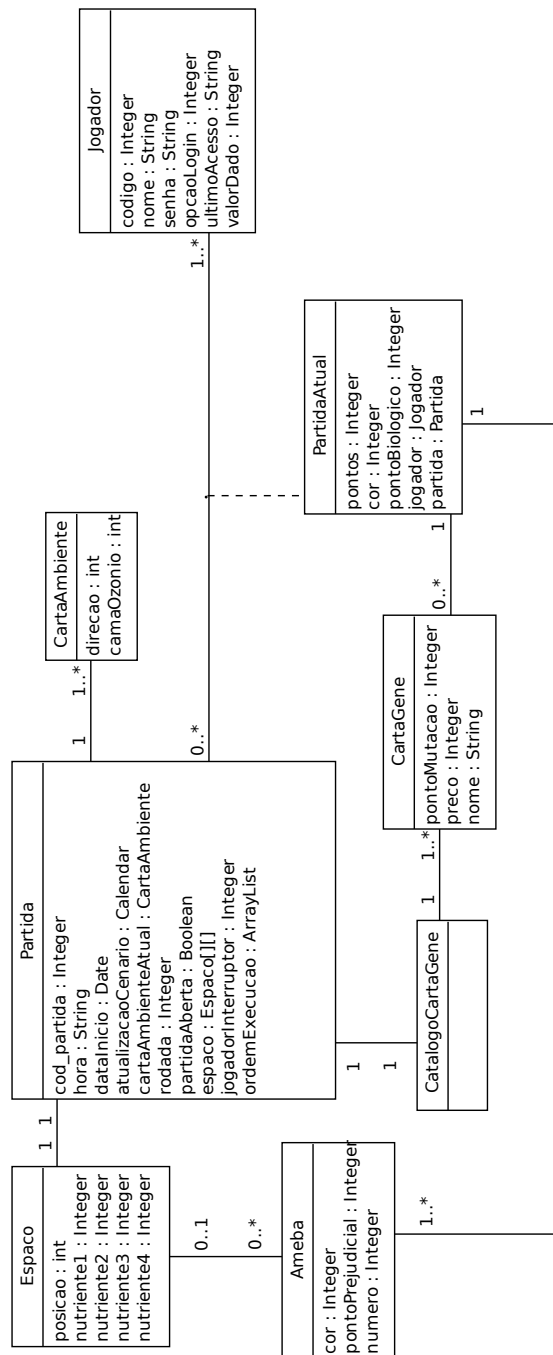 Espaco
posicao : int
nutriente1 : Integer
nutriente2 : Integer
nutriente3 : Integer
nutriente4 : Integer
1
1
Partida
cod_partida : Integer
hora : String
dataInicio : Date
atualizacaoCenario : Calendar
cartaAmbienteAtual : CartaAmbiente
rodada : Integer
partidaAberta : Boolean
espaco : Espaco[][]
jogadorInterruptor : Integer
ordemExecucao : ArrayList
1
1..*
CartaAmbiente
direcao : int
camaOzonio : int
0..*
1..*
Jogador
codigo : Integer
nome : String
senha : String
opcaoLogin : Integer
ultimoAcesso : String
valorDado : Integer
0..1
0..*
Ameba
cor : Integer
pontoPrejudicial : Integer
numero : Integer
1..*
1
1
CatalogoCartaGene
1
1..*
CartaGene
pontoMutacao : Integer
preco : Integer
nome : String
0..*
1
PartidaAtual
pontos : Integer
cor : Integer
pontoBiologico : Integer
jogador : Jogador
partida : Partida
1